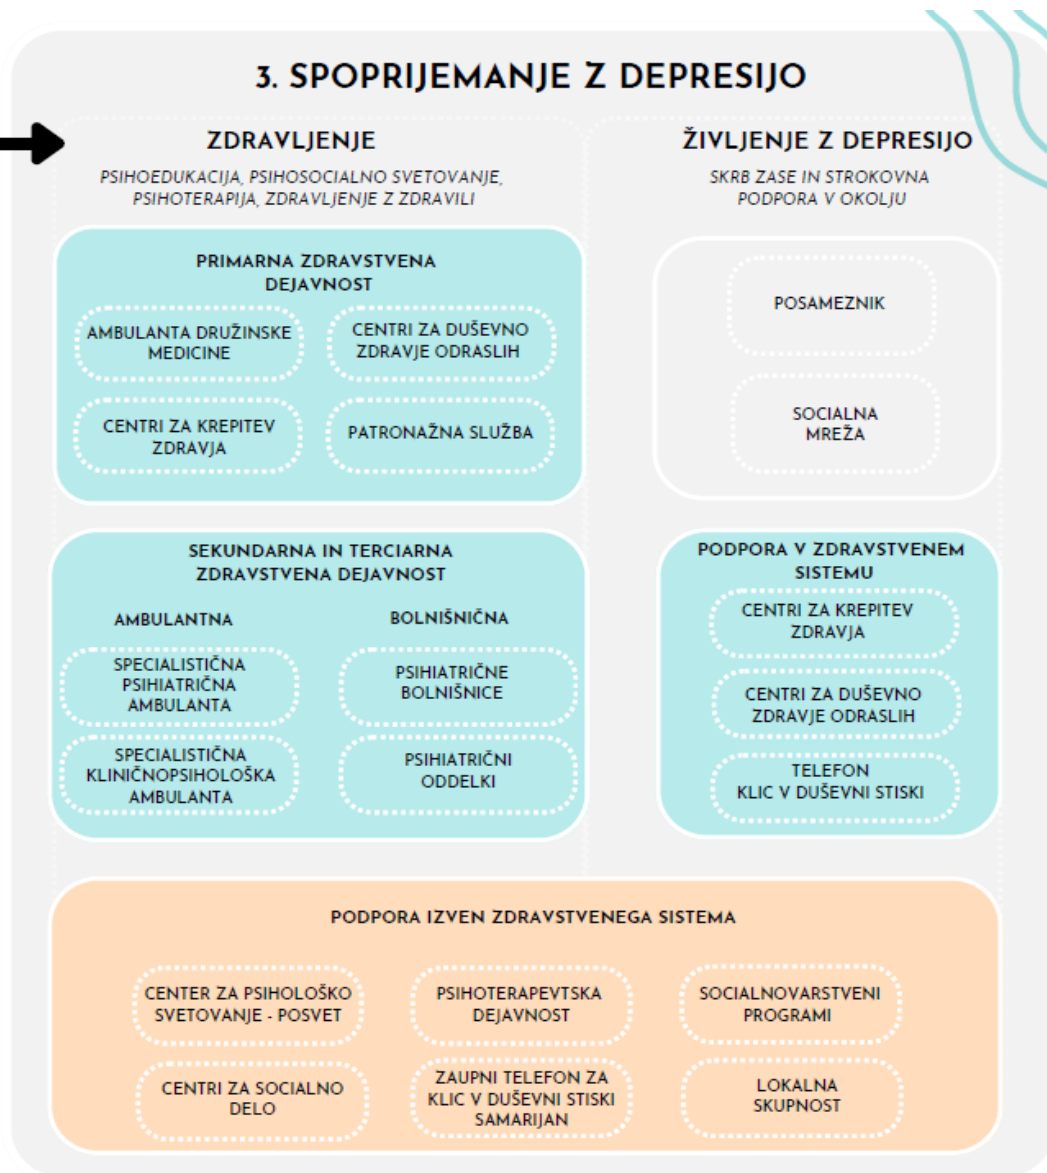 3. SPOPRIJEMANJE Z DEPRESIJO
ZDRAVLJENJE
PSIHOEDUKACIJA, PSIHOSOCIALNO SVETOVANJE,
PSIHOTERAPIJA, ZDRAVLJENJE Z ZDRAVILI
PRIMARNA ZDRAVSTVENA
DEJAVNOST
AMBULANTA DRUŽINSKE
MEDICINE
CENTRI ZA DUŠEVNO
ZDRAVJE ODRASLIH
CENTRI ZA KREPITEV
ZDRAVJA
PATRONAŽNA SLUŽBA
SEKUNDARNA IN TERCIARNA
ZDRAVSTVENA DEJAVNOST
AMBULANTNA
SPECIALISTIČNA
PSIHIATRIČNA
AMBULANTA
SPECIALISTIČNA
KLINIČNOPSIHOLOŠKA
AMBULANTA
BOLNIŠNIČNA
PSIHIATRIČNE
BOLNIŠNICE
PSIHIATRIČNI
ODDELKI
ŽIVLJENJE Z DEPRESIJO
SKRB ZASE IN STROKOVNA
PODPORA V OKOLJU
POSAMEZNIK
SOCIALNA
MREŽA
PODPORA V ZDRAVSTVENEM
SISTEMU
CENTRI ZA KREPITEV
ZDRAVJA
CENTRI ZA DUŠEVNO
ZDRAVJE ODRASLIH
TELEFON
KLIC V DUŠEVNI STISKI
PODPORA IZVEN ZDRAVSTVENEGA SISTEMA
CENTER ZA PSIHOLOŠKO
SVETOVANJE - POSVET
PSIHOTERAPEVTSKA
DEJAVNOST
SOCIALNOVARSTVENI
PROGRAMI
CENTRI ZA SOCIALNO
DELO
ZAUPNI TELEFON ZA
KLIC V DUŠEVNI STISKI
SAMARIJAN
LOKALNA
SKUPNOST